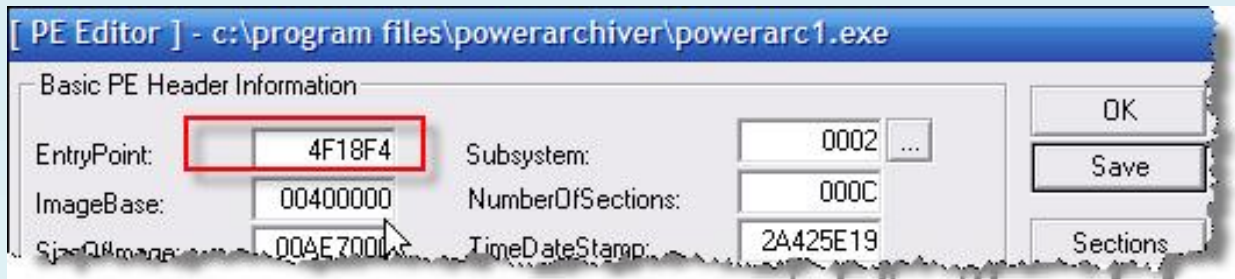 [ PE Editor ] - c:\program files\powerarchiver\powerarc1.exe
Basic PE Header Information
EntryPoint: 4F18F4 Subsystem: 0002 ...
ImageBase: 00400000 NumberOfSections: 000C
SizeOfImage: TimeDateStamp: 2A425E19
OK
Save
Sections